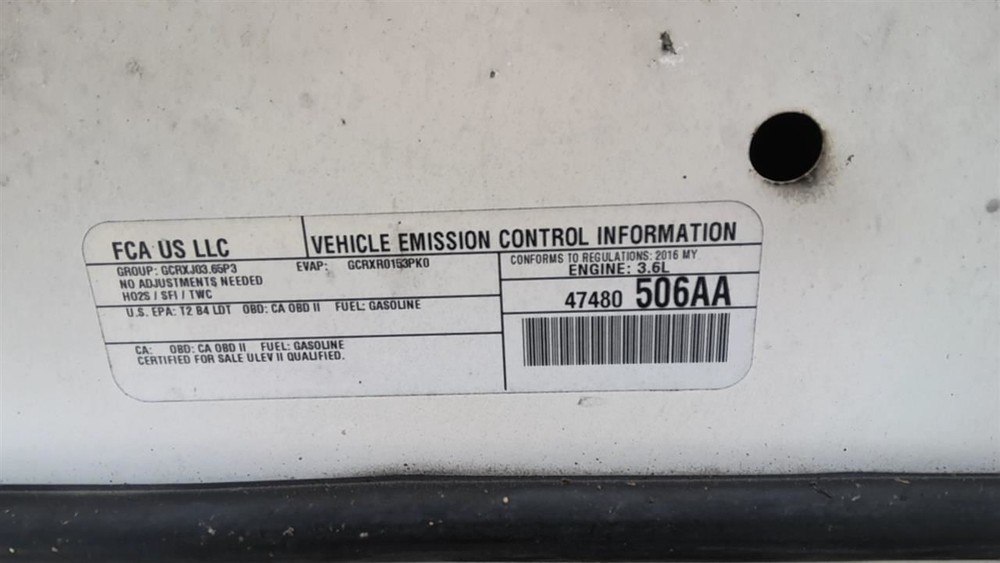 FCA US LLC
VEHICLE EMISSION CONTROL INFORMATION
GROUP: GCRXJ03.65P3 EVAP: GCRXR0153PK0
NO ADJUSTMENTS NEEDED
HO2S / SFI / TWC
CONFORMS TO REGULATIONS: 2016 MY
ENGINE: 3.6L
47480 506AA
U.S. EPA: T2 B4 LDT OBD: CA OBD II FUEL: GASOLINE
CA: OBD: CA OBD II FUEL: GASOLINE
CERTIFIED FOR SALE ULEV II QUALIFIED.